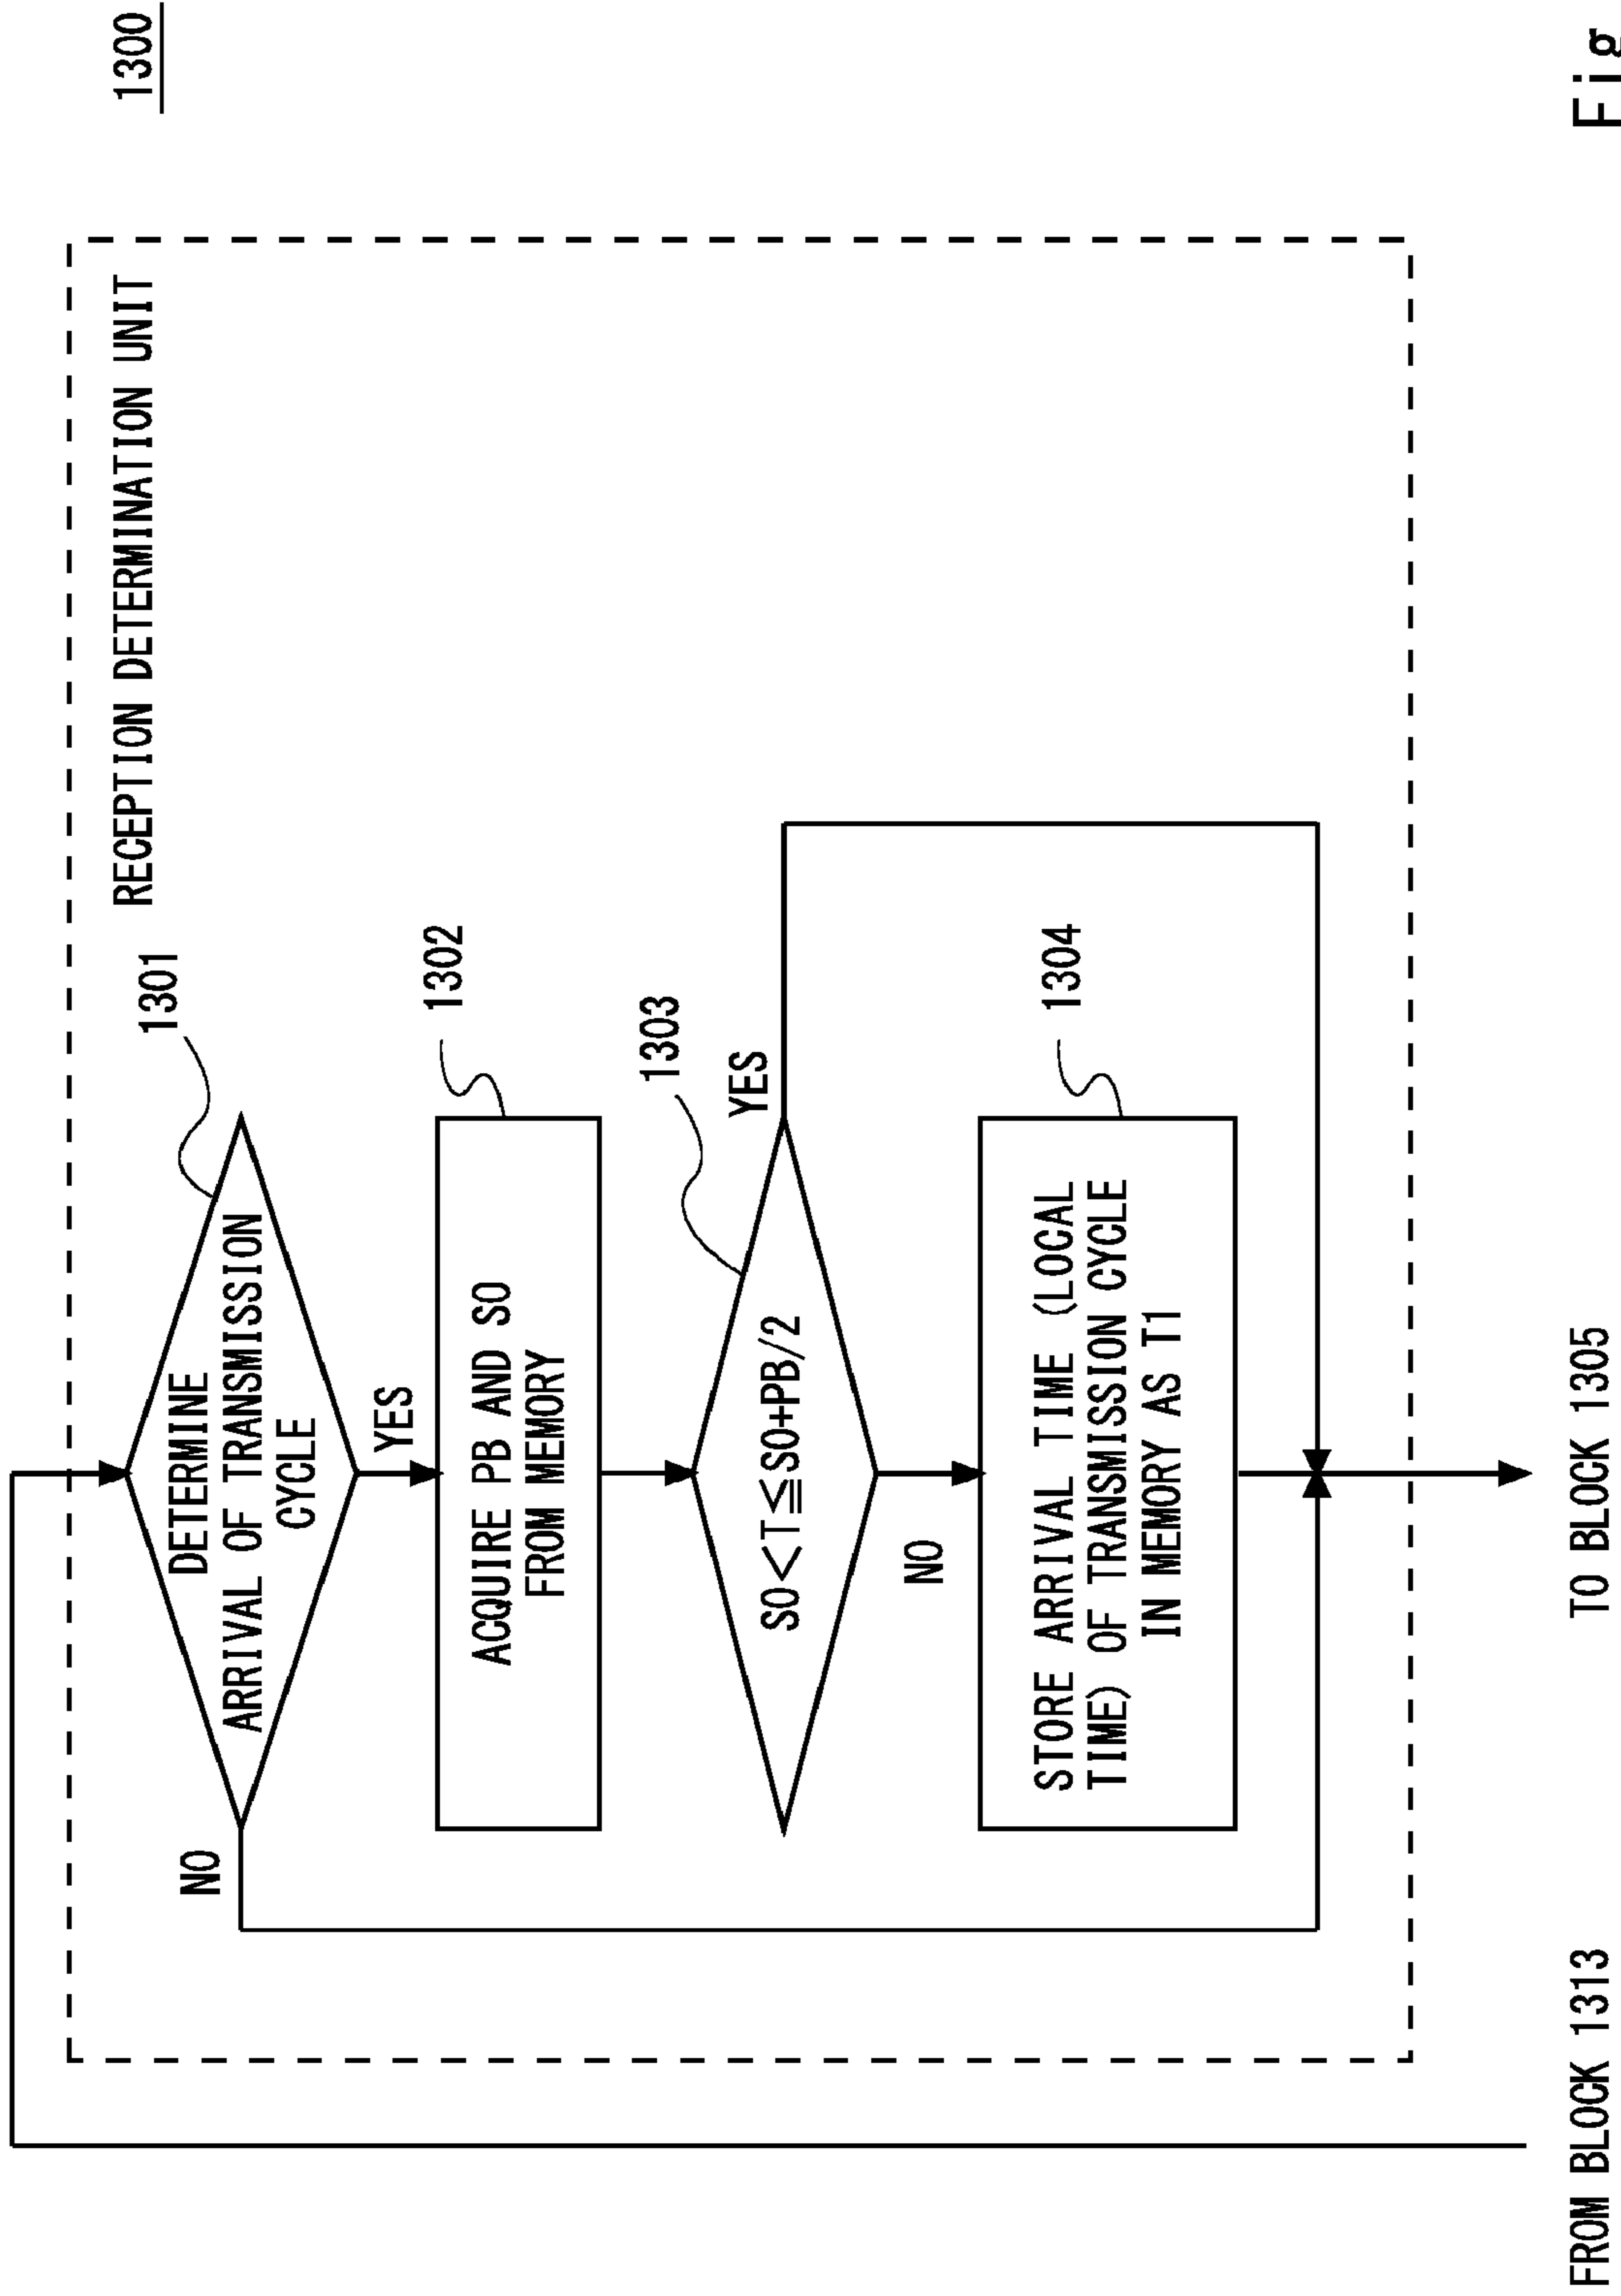 1300
RECEPTION DETERMINATION UNIT
1301
DETERMINE
ARRIVAL OF TRANSMISSION
CYCLE
NO
YES
1302
ACQUIRE PB AND SO
FROM MEMORY
1303
SO<T≦SO+PB/2
YES
NO
1304
STORE ARRIVAL TIME (LOCAL
TIME) OF TRANSMISSION CYCLE
IN MEMORY AS T1
FROM BLOCK 1313
TO BLOCK 1305
Fig